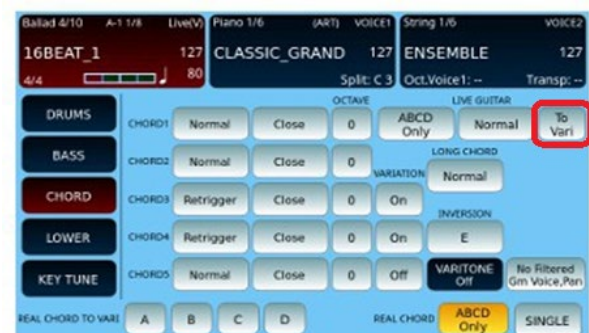 Ballad 4/10 A-1 1/8 Live(V) Piano 1/6 (ART) VOICE1 String 1/6 VOICE2
16BEAT_1 127 CLASSIC_GRAND 127 ENSEMBLE 127
4/4 80 Split: C 3 Oct.Voice1: -- Transp: --
OCTAVE LIVE GUITAR
DRUMS CHORD1 Normal Close 0 ABCD Only Normal To Vari
LONG CHORD
BASS CHORD2 Normal Close 0 VARIATION Normal
CHORD CHORD3 Retrigger Close 0 On
INVERSION
LOWER CHORD4 Retrigger Close 0 On E
KEY TUNE CHORD5 Normal Close 0 Off VARITONE Off No Filtered Gm Voice,Pan
REAL CHORD TO VARI A B C D REAL CHORD ABCD Only SINGLE